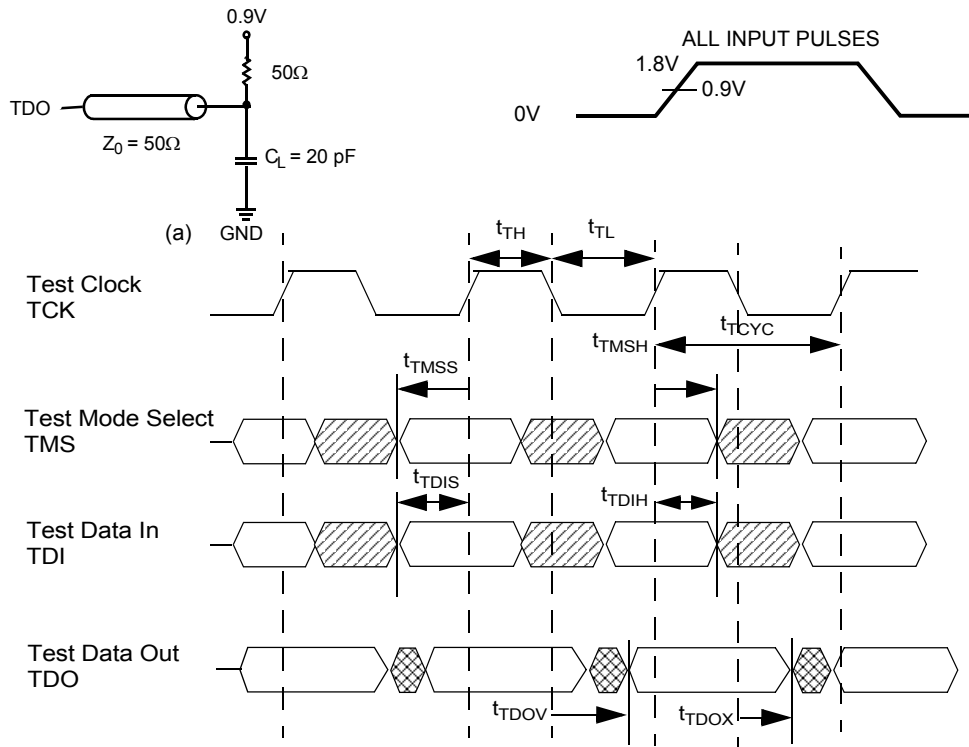 0.9V
50Ω
TDO
Z0 = 50Ω
CL = 20 pF
(a) GND
ALL INPUT PULSES
1.8V
0.9V
0V
tTH
tTL
Test Clock
TCK
tTCYC
tTMSH
tTMSS
Test Mode Select
TMS
tTDIS
tTDIH
Test Data In
TDI
Test Data Out
TDO
tTDOV
tTDOX